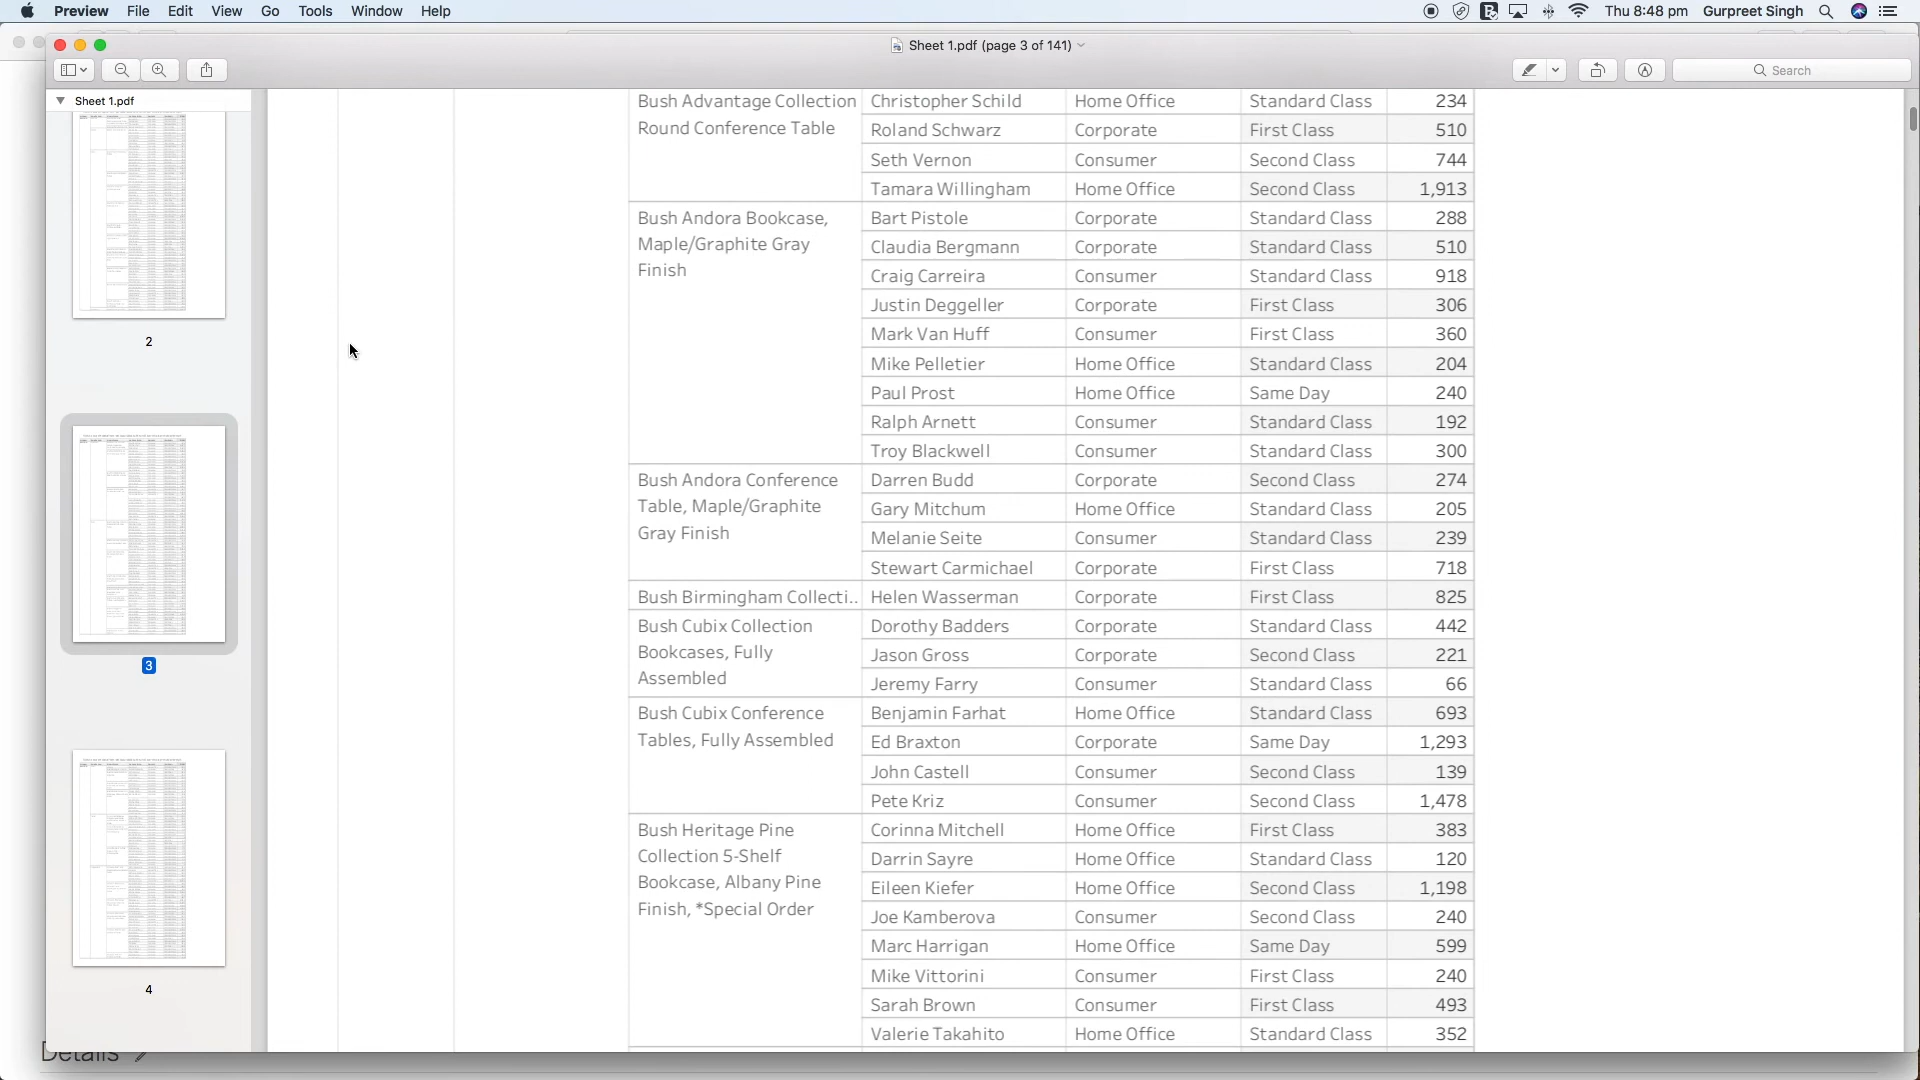 Preview File Edit View Go Tools Window Help Thu 8:48 pm Gurpreet Singh
Sheet 1.pdf (page 3 of 141)
Search
Sheet 1.pdf
2
3
4
Bush Advantage Collection Christopher Schild Home Office Standard Class 234
Round Conference Table Roland Schwarz Corporate First Class 510
Seth Vernon Consumer Second Class 744
Tamara Willingham Home Office Second Class 1,913
Bush Andora Bookcase, Bart Pistole Corporate Standard Class 288
Maple/Graphite Gray Claudia Bergmann Corporate Standard Class 510
Finish Craig Carreira Consumer Standard Class 918
Justin Deggeller Corporate First Class 306
Mark Van Huff Consumer First Class 360
Mike Pelletier Home Office Standard Class 204
Paul Prost Home Office Same Day 240
Ralph Arnett Consumer Standard Class 192
Troy Blackwell Consumer Standard Class 300
Bush Andora Conference Darren Budd Corporate Second Class 274
Table, Maple/Graphite Gary Mitchum Home Office Standard Class 205
Gray Finish Melanie Seite Consumer Standard Class 239
Stewart Carmichael Corporate First Class 718
Bush Birmingham Collecti.. Helen Wasserman Corporate First Class 825
Bush Cubix Collection Dorothy Badders Corporate Standard Class 442
Bookcases, Fully Jason Gross Corporate Second Class 221
Assembled Jeremy Farry Consumer Standard Class 66
Bush Cubix Conference Benjamin Farhat Home Office Standard Class 693
Tables, Fully Assembled Ed Braxton Corporate Same Day 1,293
John Castell Consumer Second Class 139
Pete Kriz Consumer Second Class 1,478
Bush Heritage Pine Corinna Mitchell Home Office First Class 383
Collection 5-Shelf Darrin Sayre Home Office Standard Class 120
Bookcase, Albany Pine Eileen Kiefer Home Office Second Class 1,198
Finish, *Special Order Joe Kamberova Consumer Second Class 240
Marc Harrigan Home Office Same Day 599
Mike Vittorini Consumer First Class 240
Sarah Brown Consumer First Class 493
Valerie Takahito Home Office Standard Class 352
Details